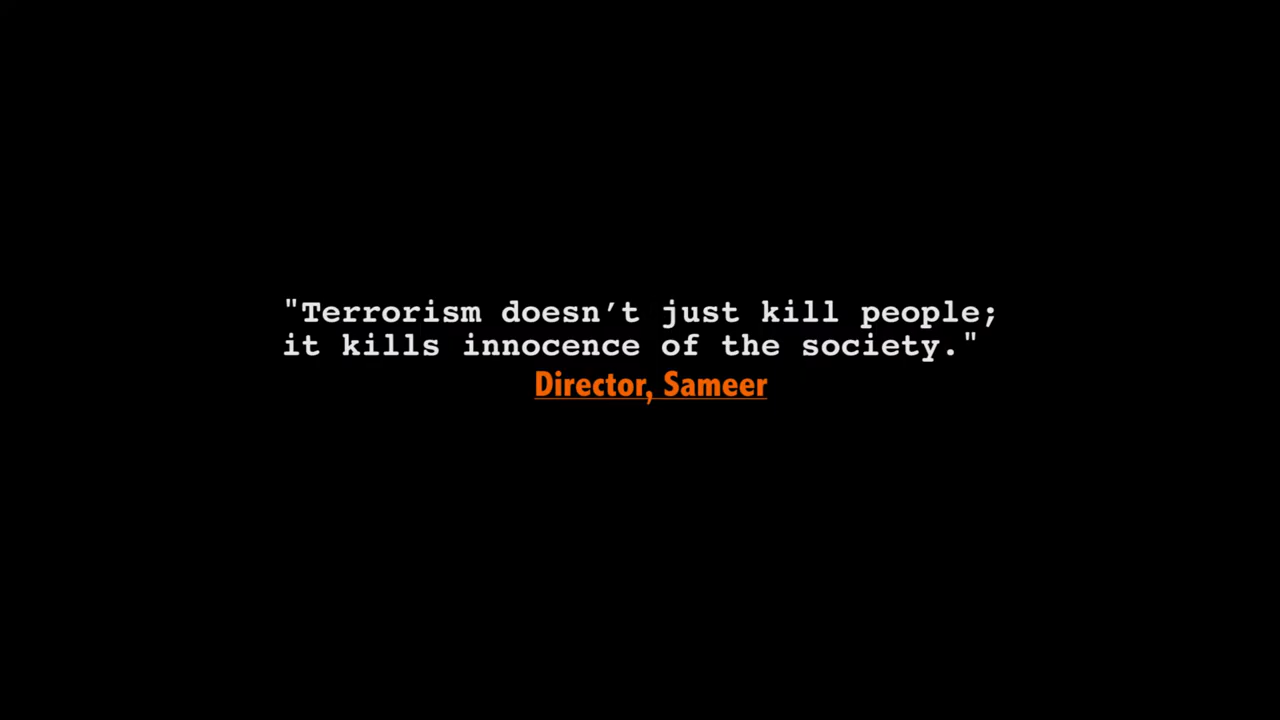 "Terrorism doesn’t just kill people;
it kills innocence of the society."
Director, Sameer